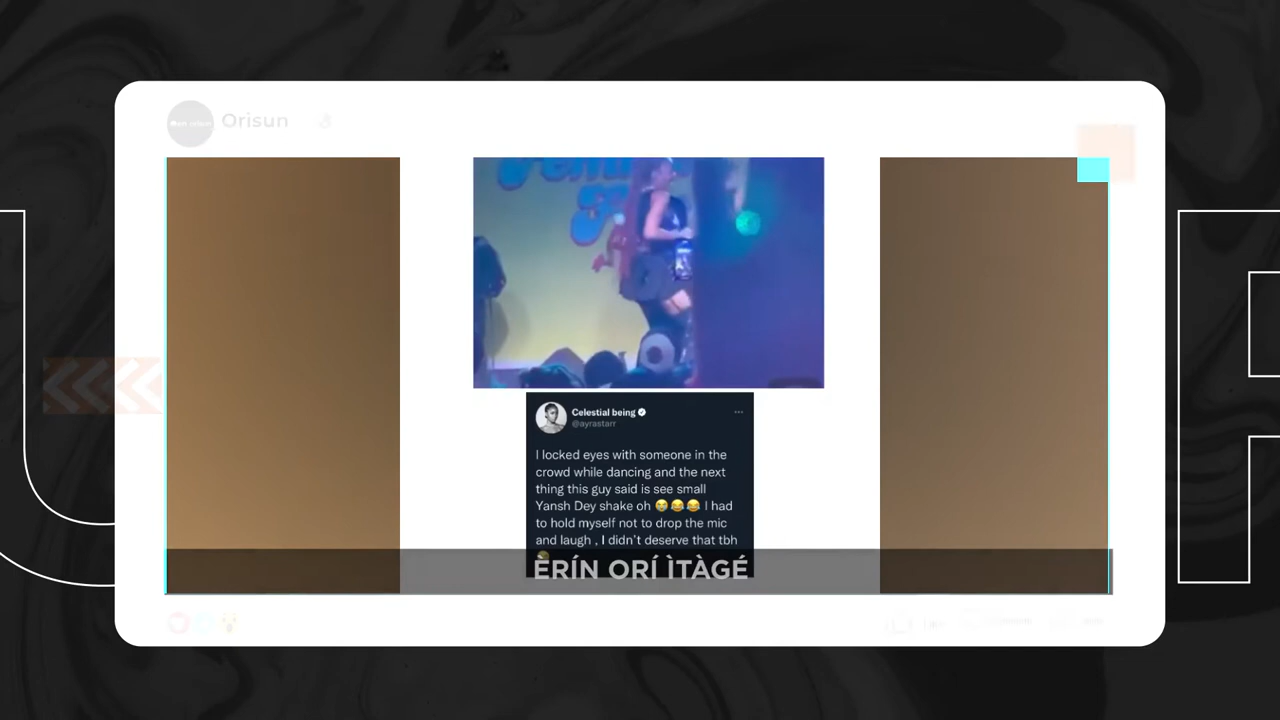 Orisun
Celestial being
@ayrastarr
I locked eyes with someone in the
crowd while dancing and the next
thing this guy said is see small
Yansh Dey shake oh 😭😂😂 I had
to hold myself not to drop the mic
and laugh , I didn't deserve that tbh
ÈRÍN ORÍ ÌTÀGÉ